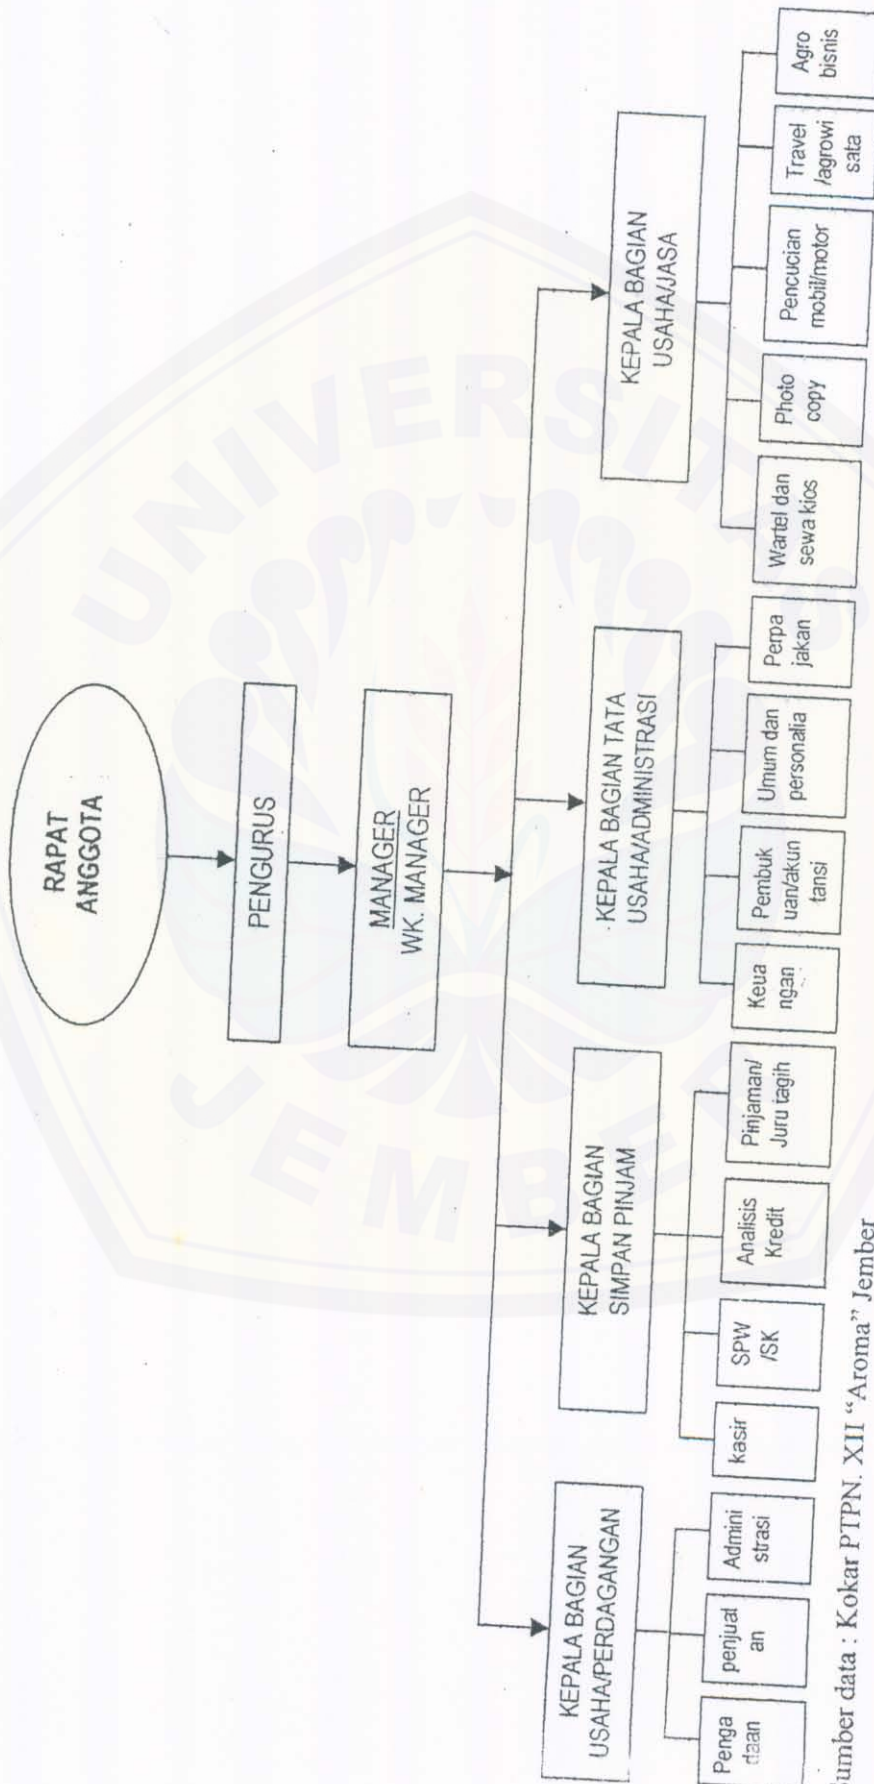 RAPAT
ANGGOTA
PENGURUS
MANAGER
WK. MANAGER
KEPALA BAGIAN
USAHA/PERDAGANGAN
KEPALA BAGIAN
SIMPAN PINJAM
KEPALA BAGIAN TATA
USAHA/ADMINISTRASI
KEPALA BAGIAN
USAHA/JASA
Penga
daan
penjual
an
Admini
strasi
kasir
SPW
/SK
Analisis
Kredit
Pinjaman/
Juru tagih
Keua
ngan
Pembuk
uan/akun
tansi
Umum dan
personalia
Perpa
jakan
Wartel dan
sewa kios
Photo
copy
Pencucian
mobil/motor
Travel
/agrowi
sata
Agro
bisnis
umber data : Kokar PTPN. XII “Aroma” Jember
UNIVERSITAS
JEMBER